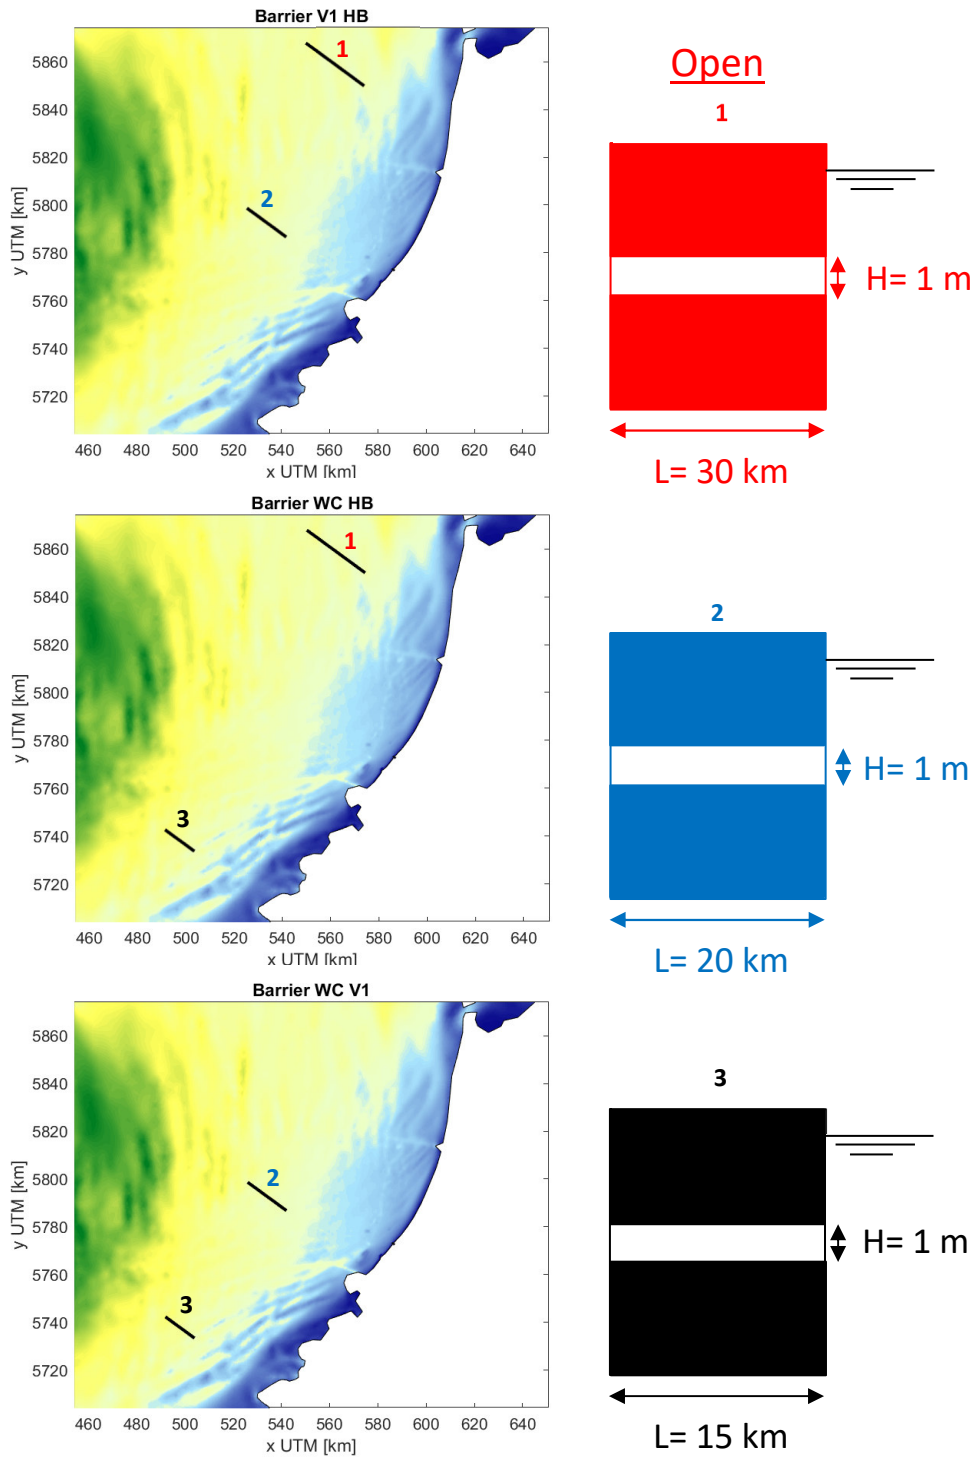 Barrier V1 HB
5860
5840
5820
5800
5780
5760
5740
5720
y UTM [km]
1
2
460 480 500 520 540 560 580 600 620 640
x UTM [km]
Open
1
H= 1 m
L= 30 km
Barrier WC HB
5860
5840
5820
5800
5780
5760
5740
5720
y UTM [km]
1
3
460 480 500 520 540 560 580 600 620 640
x UTM [km]
2
H= 1 m
L= 20 km
Barrier WC V1
5860
5840
5820
5800
5780
5760
5740
5720
y UTM [km]
2
3
460 480 500 520 540 560 580 600 620 640
x UTM [km]
3
H= 1 m
L= 15 km